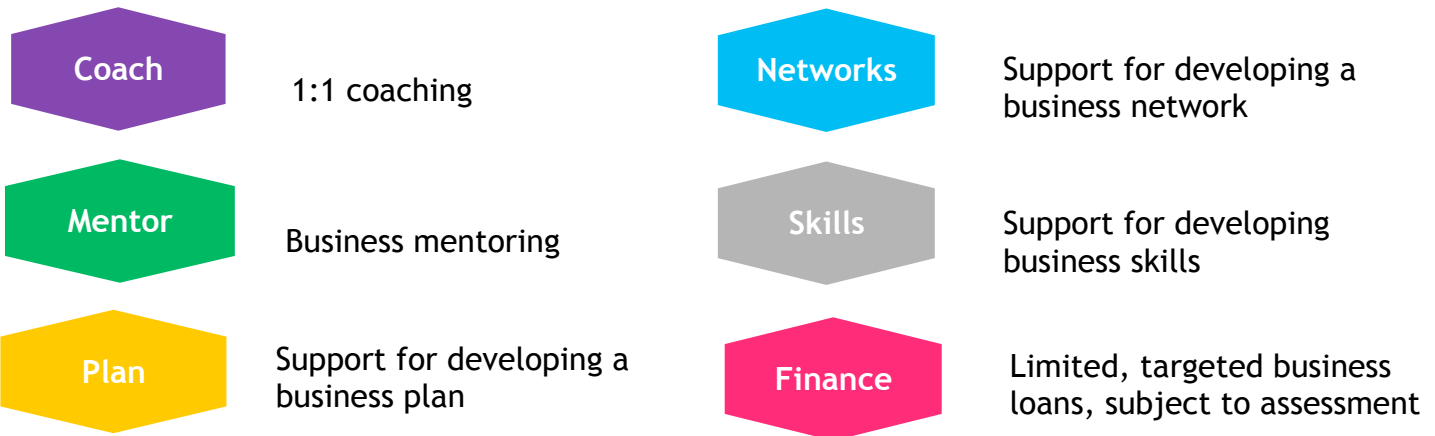 Coach
1:1 coaching
Mentor
Business mentoring
Plan
Support for developing a
business plan
Networks
Support for developing a
business network
Skills
Support for developing
business skills
Finance
Limited, targeted business
loans, subject to assessment